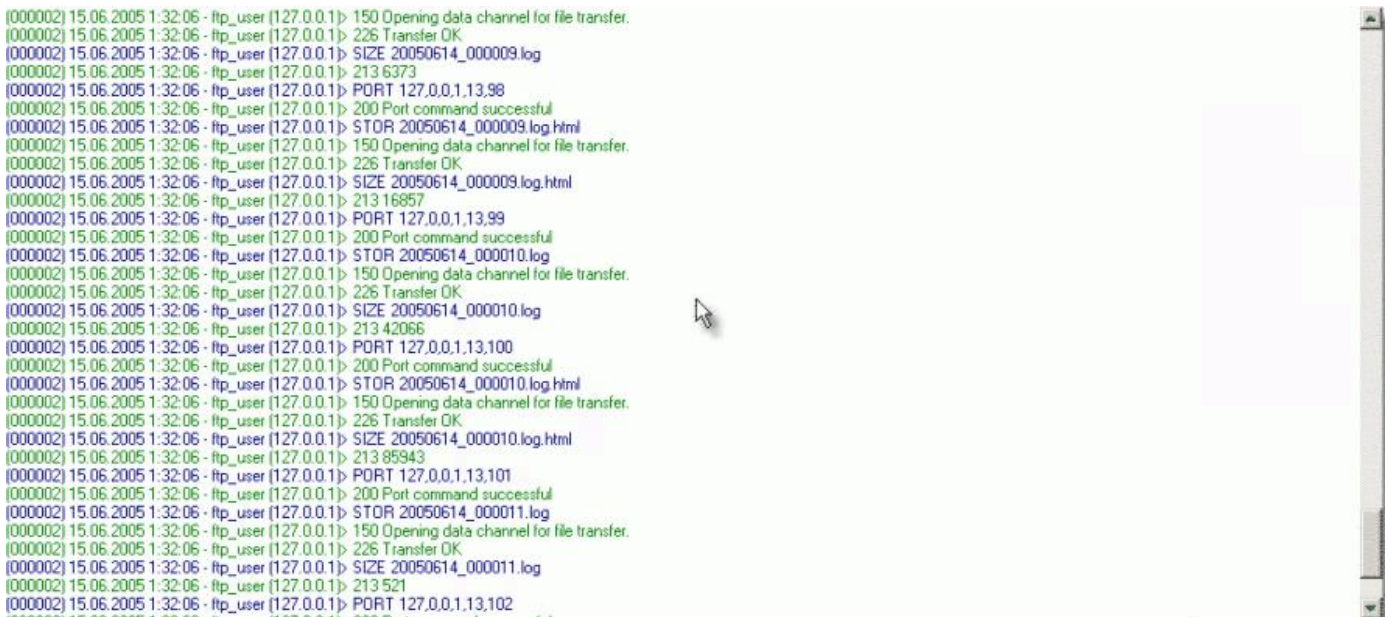 (000002) 15.06.2005 1:32:06 - ftp_user (127.0.0.1)> 150 Opening data channel for file transfer.
(000002) 15.06.2005 1:32:06 - ftp_user (127.0.0.1)> 226 Transfer OK
(000002) 15.06.2005 1:32:06 - ftp_user (127.0.0.1)> SIZE 20050614_000009.log
(000002) 15.06.2005 1:32:06 - ftp_user (127.0.0.1)> 213 6373
(000002) 15.06.2005 1:32:06 - ftp_user (127.0.0.1)> PORT 127,0,0,1,13,98
(000002) 15.06.2005 1:32:06 - ftp_user (127.0.0.1)> 200 Port command successful
(000002) 15.06.2005 1:32:06 - ftp_user (127.0.0.1)> STOR 20050614_000009.log.html
(000002) 15.06.2005 1:32:06 - ftp_user (127.0.0.1)> 150 Opening data channel for file transfer.
(000002) 15.06.2005 1:32:06 - ftp_user (127.0.0.1)> 226 Transfer OK
(000002) 15.06.2005 1:32:06 - ftp_user (127.0.0.1)> SIZE 20050614_000009.log.html
(000002) 15.06.2005 1:32:06 - ftp_user (127.0.0.1)> 213 16857
(000002) 15.06.2005 1:32:06 - ftp_user (127.0.0.1)> PORT 127,0,0,1,13,99
(000002) 15.06.2005 1:32:06 - ftp_user (127.0.0.1)> 200 Port command successful
(000002) 15.06.2005 1:32:06 - ftp_user (127.0.0.1)> STOR 20050614_000010.log
(000002) 15.06.2005 1:32:06 - ftp_user (127.0.0.1)> 150 Opening data channel for file transfer.
(000002) 15.06.2005 1:32:06 - ftp_user (127.0.0.1)> 226 Transfer OK
(000002) 15.06.2005 1:32:06 - ftp_user (127.0.0.1)> SIZE 20050614_000010.log
(000002) 15.06.2005 1:32:06 - ftp_user (127.0.0.1)> 213 42066
(000002) 15.06.2005 1:32:06 - ftp_user (127.0.0.1)> PORT 127,0,0,1,13,100
(000002) 15.06.2005 1:32:06 - ftp_user (127.0.0.1)> 200 Port command successful
(000002) 15.06.2005 1:32:06 - ftp_user (127.0.0.1)> STOR 20050614_000010.log.html
(000002) 15.06.2005 1:32:06 - ftp_user (127.0.0.1)> 150 Opening data channel for file transfer.
(000002) 15.06.2005 1:32:06 - ftp_user (127.0.0.1)> 226 Transfer OK
(000002) 15.06.2005 1:32:06 - ftp_user (127.0.0.1)> SIZE 20050614_000010.log.html
(000002) 15.06.2005 1:32:06 - ftp_user (127.0.0.1)> 213 85943
(000002) 15.06.2005 1:32:06 - ftp_user (127.0.0.1)> PORT 127,0,0,1,13,101
(000002) 15.06.2005 1:32:06 - ftp_user (127.0.0.1)> 200 Port command successful
(000002) 15.06.2005 1:32:06 - ftp_user (127.0.0.1)> STOR 20050614_000011.log
(000002) 15.06.2005 1:32:06 - ftp_user (127.0.0.1)> 150 Opening data channel for file transfer.
(000002) 15.06.2005 1:32:06 - ftp_user (127.0.0.1)> 226 Transfer OK
(000002) 15.06.2005 1:32:06 - ftp_user (127.0.0.1)> SIZE 20050614_000011.log
(000002) 15.06.2005 1:32:06 - ftp_user (127.0.0.1)> 213 521
(000002) 15.06.2005 1:32:06 - ftp_user (127.0.0.1)> PORT 127,0,0,1,13,102